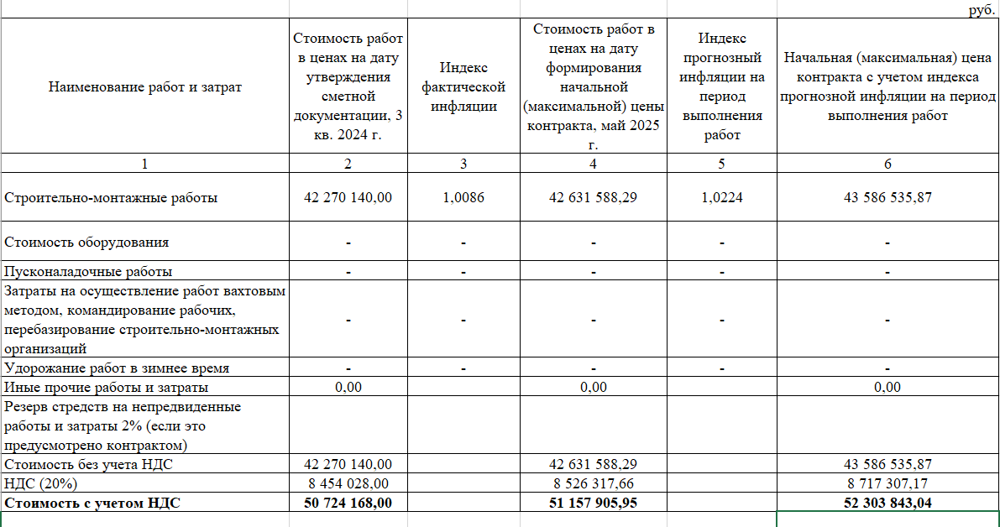 руб.
Наименование работ и затрат
Стоимость работ
в ценах на дату
утверждения
сметной
документации, 3
кв. 2024 г.
Индекс
фактической
инфляции
Стоимость работ в
ценах на дату
формирования
начальной
(максимальной) цены
контракта, май 2025
г.
Индекс
прогнозный
инфляции на
период
выполнения
работ
Начальная (максимальная) цена
контракта с учетом индекса
прогнозной инфляции на период
выполнения работ
1 2 3 4 5 6
Строительно-монтажные работы 42 270 140,00 1,0086 42 631 588,29 1,0224 43 586 535,87
Стоимость оборудования - - - - -
Пусконаладочные работы - - - - -
Затраты на осуществление работ вахтовым
методом, командирование рабочих,
перебазирование строительно-монтажных
организаций
- - - - -
Удорожание работ в зимнее время - - - - -
Иные прочие работы и затраты 0,00 0,00 0,00
Резерв стредств на непредвиденные
работы и затраты 2% (если это
предусмотрено контрактом)
Стоимость без учета НДС 42 270 140,00 42 631 588,29 43 586 535,87
НДС (20%) 8 454 028,00 8 526 317,66 8 717 307,17
Стоимость с учетом НДС 50 724 168,00 51 157 905,95 52 303 843,04